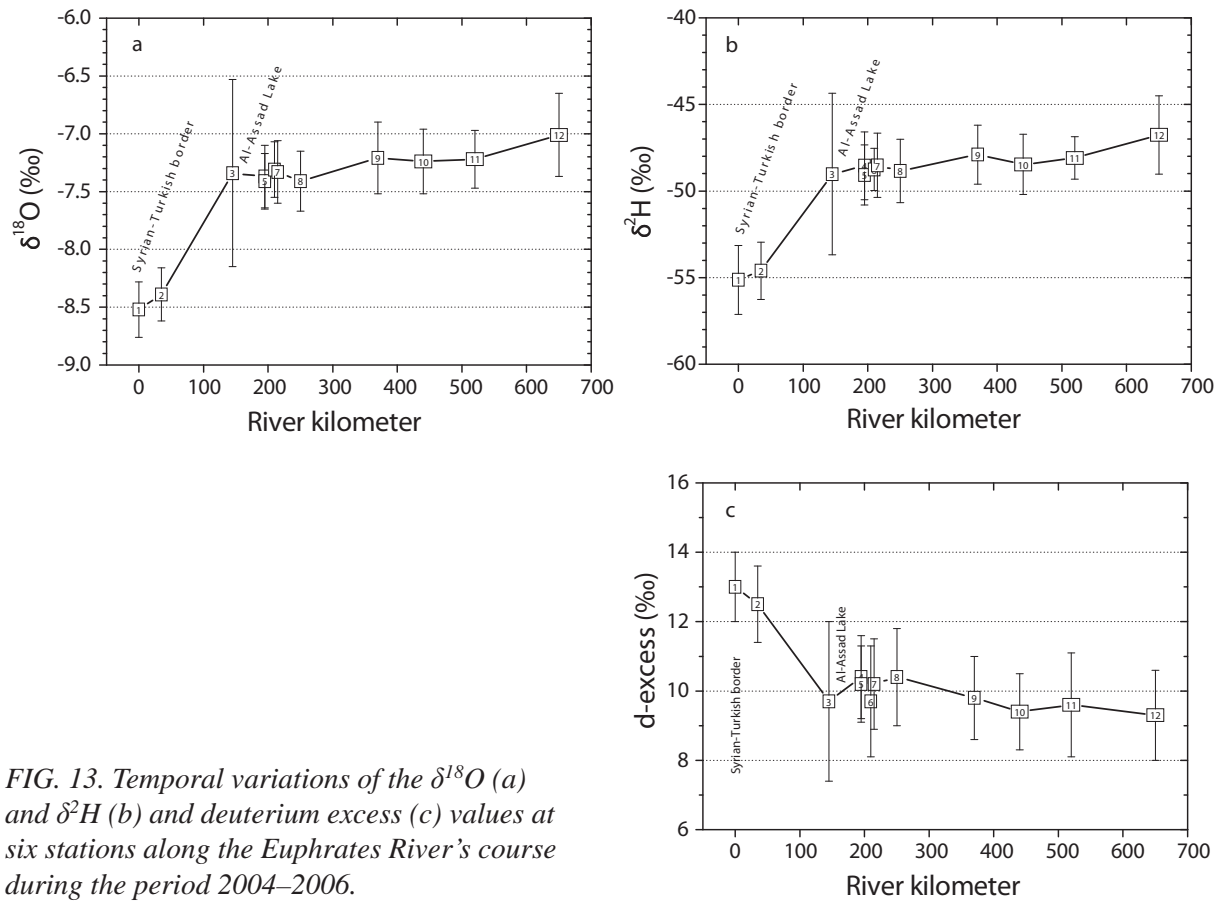 a
-6.0
-6.5
-7.0
-7.5
-8.0
-8.5
-9.0
δ¹⁸O (‰)
Syrian-Turkish border
Al-Assad Lake
1
2
3
5
7
8
9
10
11
12
0 100 200 300 400 500 600 700
River kilometer
b
-40
-45
-50
-55
-60
δ²H (‰)
Syrian-Turkish border
Al-Assad Lake
1
2
3
4
5
7
8
9
10
11
12
0 100 200 300 400 500 600 700
River kilometer
c
16
14
12
10
8
6
d-excess (‰)
Syrian-Turkish border
Al-Assad Lake
1
2
3
5
6
7
8
9
10
11
12
0 100 200 300 400 500 600 700
River kilometer
FIG. 13. Temporal variations of the δ¹⁸O (a)
and δ²H (b) and deuterium excess (c) values at
six stations along the Euphrates River’s course
during the period 2004–2006.